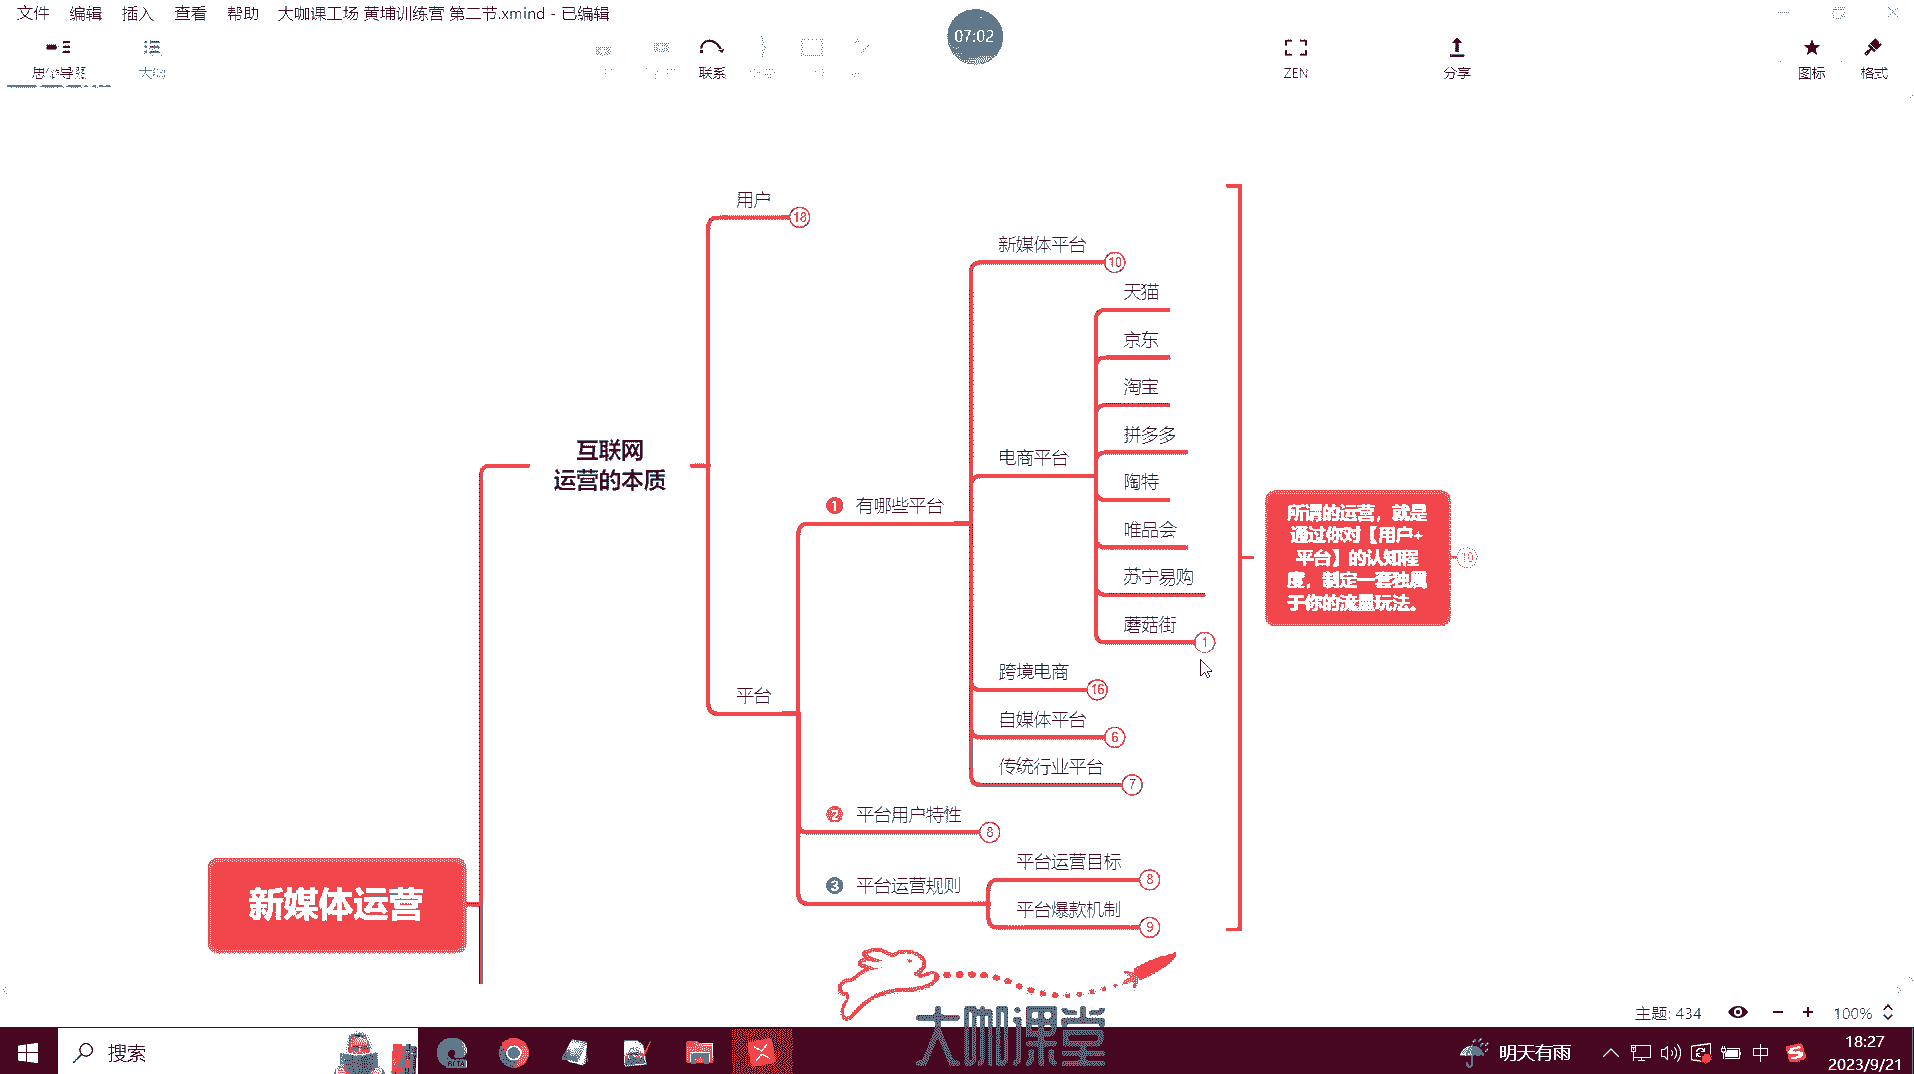 文件 编辑 插入 查看 帮助 大咖课工场 黄埔训练营 第二节.xmind - 已编辑
07:02
思维导图
大纲
联系
ZEN
分享
图标
格式
用户
18
新媒体平台
10
天猫
京东
淘宝
拼多多
电商平台
陶特
唯品会
苏宁易购
蘑菇街
1
互联网
运营的本质
1 有哪些平台
所谓的运营，就是
通过你对【用户+
平台】的认知程
度，制定一套独属
于你的流量玩法。
10
跨境电商
16
平台
自媒体平台
6
传统行业平台
7
2 平台用户特性
8
平台运营目标
8
3 平台运营规则
平台爆款机制
9
新媒体运营
大咖课堂
主题: 434
100%
搜索
BETA
明天有雨
中
18:27
2023/9/21